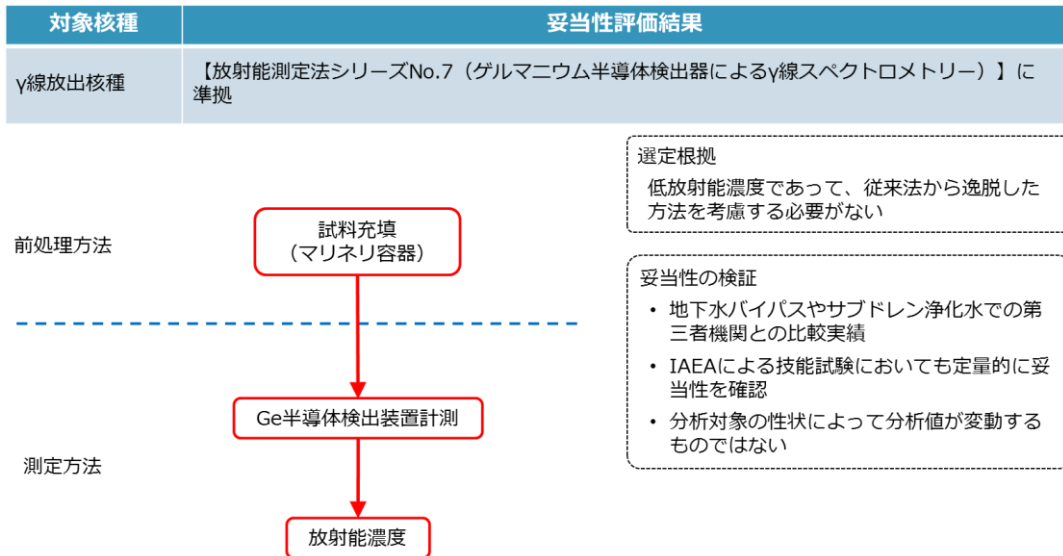 対象核種 妥当性評価結果
γ線放出核種
【放射能測定法シリーズNo.7（ゲルマニウム半導体検出器によるγ線スペクトロメトリー）】に
準拠
前処理方法
試料充填
（マリネリ容器）
測定方法
Ge半導体検出装置計測
放射能濃度
選定根拠
低放射能濃度であって、従来法から逸脱した
方法を考慮する必要がない
妥当性の検証
• 地下水バイパスやサブドレン浄化水での第
三者機関との比較実績
• IAEAによる技能試験においても定量的に妥
当性を確認
• 分析対象の性状によって分析値が変動する
ものではない